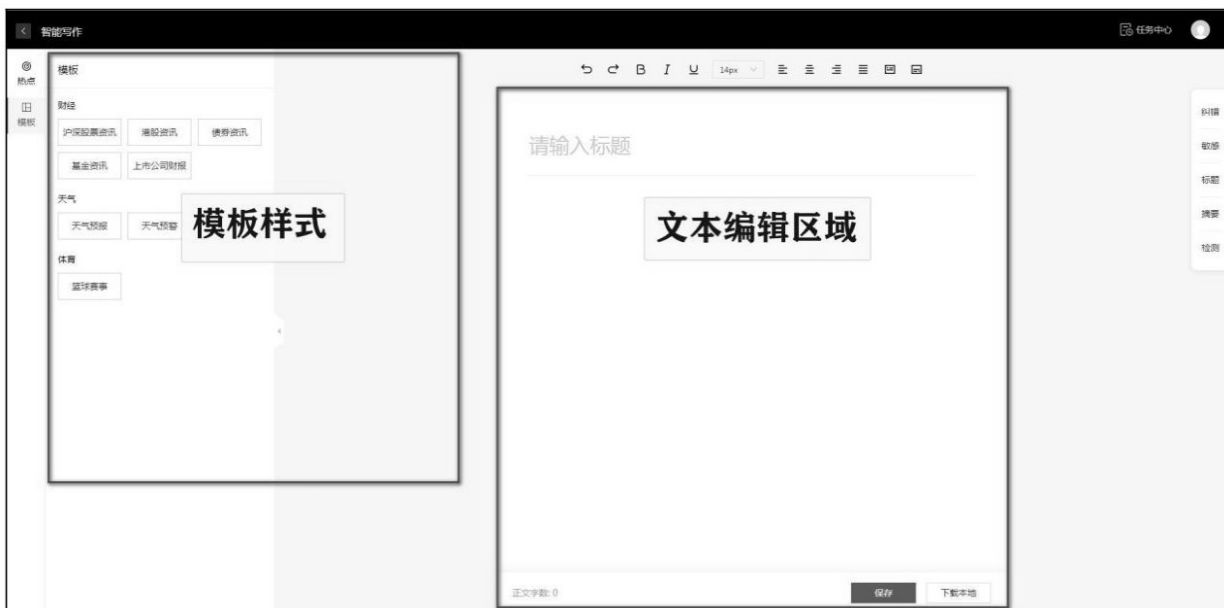 智能写作
任务中心
热点
模板
模板
财经
沪深股票资讯 港股资讯 债券资讯
基金资讯 上市公司财报
天气
天气预报 天气预警
体育
篮球赛事
模板样式
14px
请输入标题
文本编辑区域
正文字数: 0
保存 下载本地
纠错
敏感
标题
摘要
检测